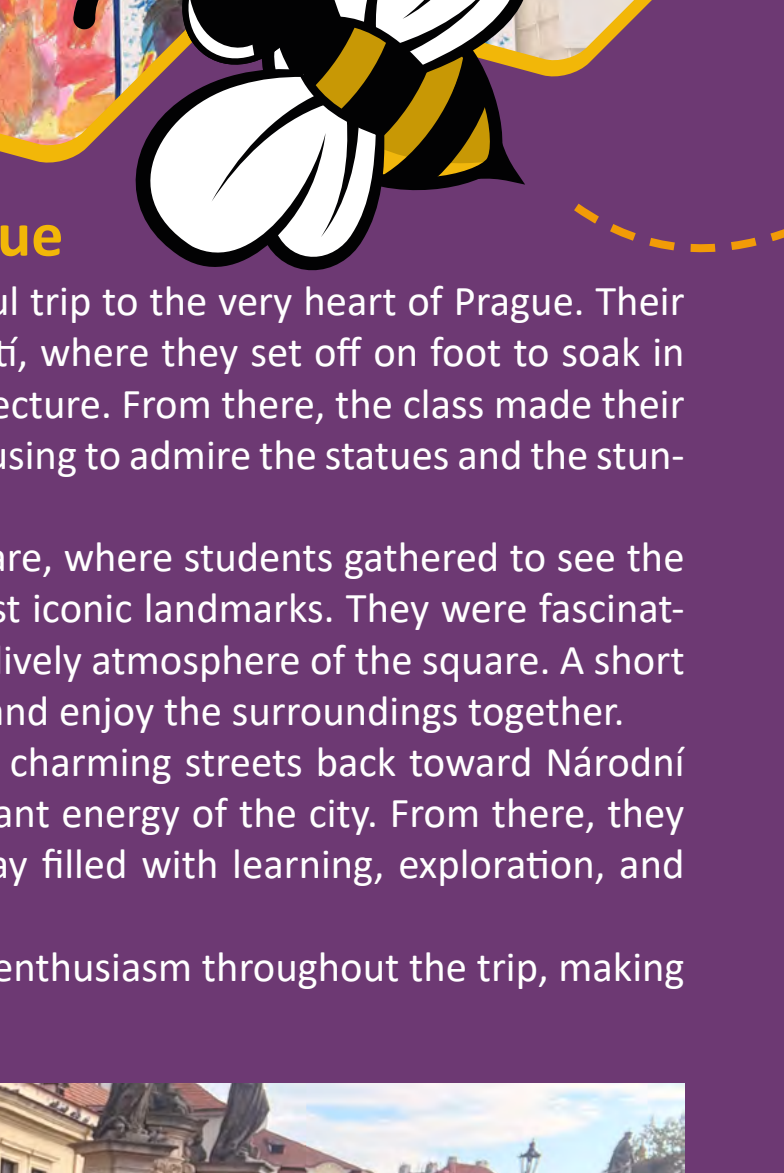 ue
ul trip to the very heart of Prague. Their
tí, where they set off on foot to soak in
ecture. From there, the class made their
using to admire the statues and the stun-
are, where students gathered to see the
st iconic landmarks. They were fascinat-
lively atmosphere of the square. A short
and enjoy the surroundings together.
charming streets back toward Národní
ant energy of the city. From there, they
ay filled with learning, exploration, and
enthusiasm throughout the trip, making